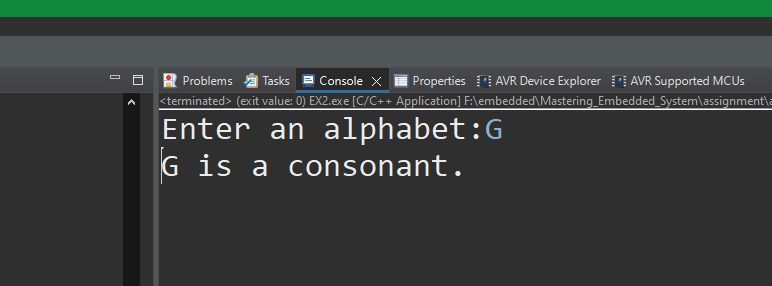 Problems Tasks Console Properties AVR Device Explorer AVR Supported MCUs
<terminated> (exit value: 0) EX2.exe [C/C++ Application] F:\embedded\Mastering_Embedded_System\assignment\a
Enter an alphabet:G
G is a consonant.